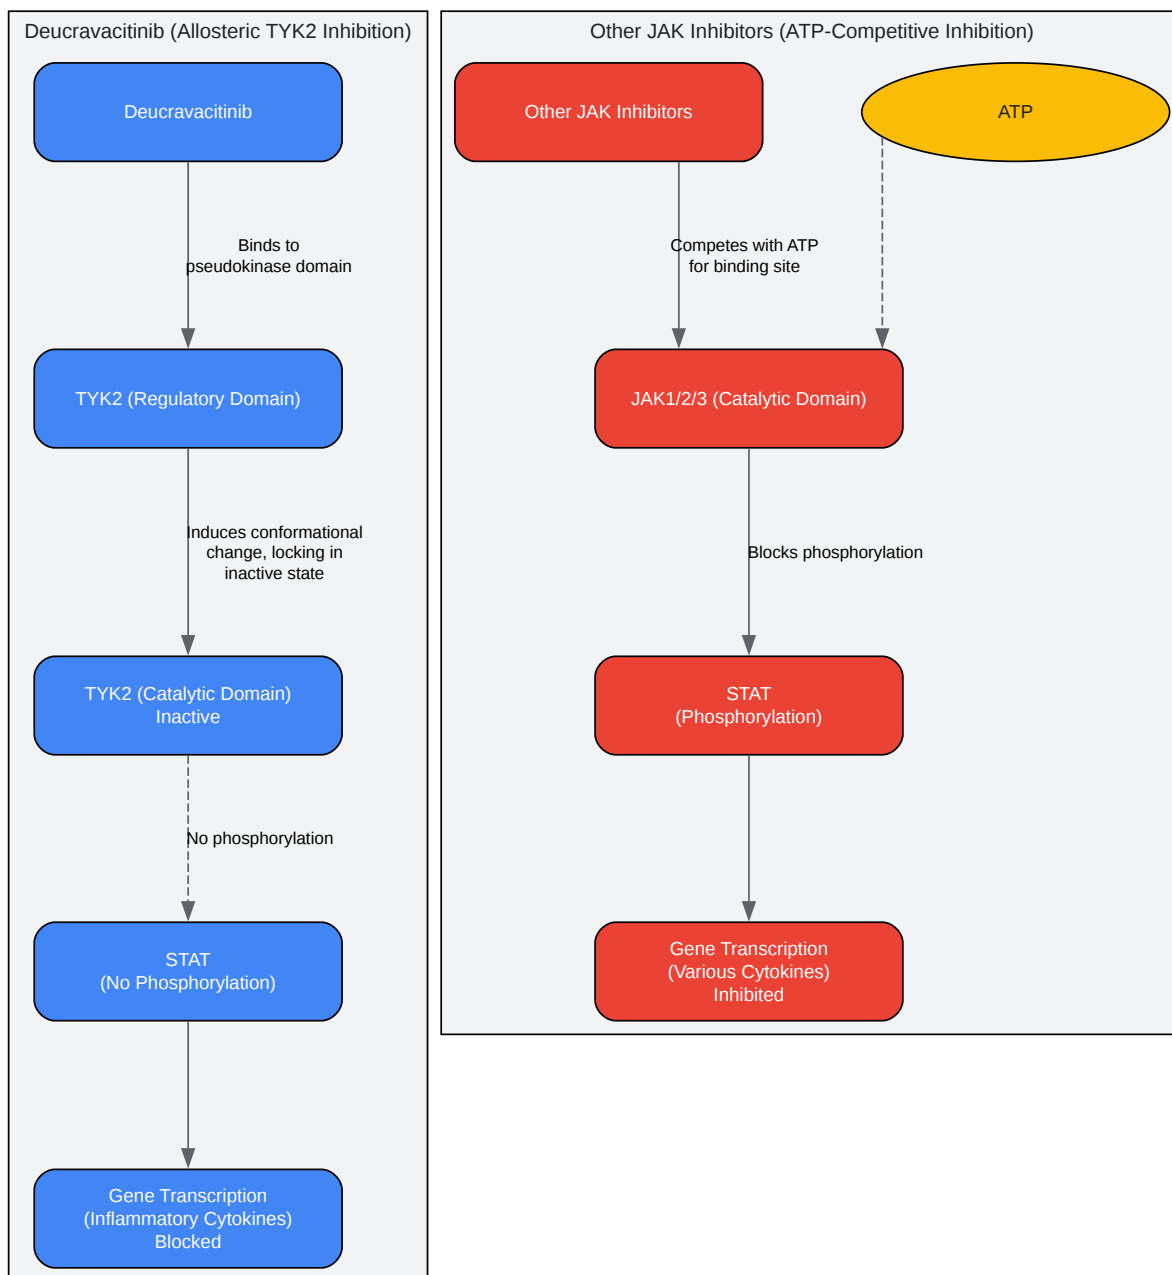 Deucravacitinib (Allosteric TYK2 Inhibition)
Deucravacitinib
Binds to
pseudokinase domain
TYK2 (Regulatory Domain)
Induces conformational
change, locking in
inactive state
TYK2 (Catalytic Domain)
Inactive
No phosphorylation
STAT
(No Phosphorylation)
Gene Transcription
(Inflammatory Cytokines)
Blocked
Other JAK Inhibitors (ATP-Competitive Inhibition)
Other JAK Inhibitors
ATP
Competes with ATP
for binding site
JAK1/2/3 (Catalytic Domain)
Blocks phosphorylation
STAT
(Phosphorylation)
Gene Transcription
(Various Cytokines)
Inhibited